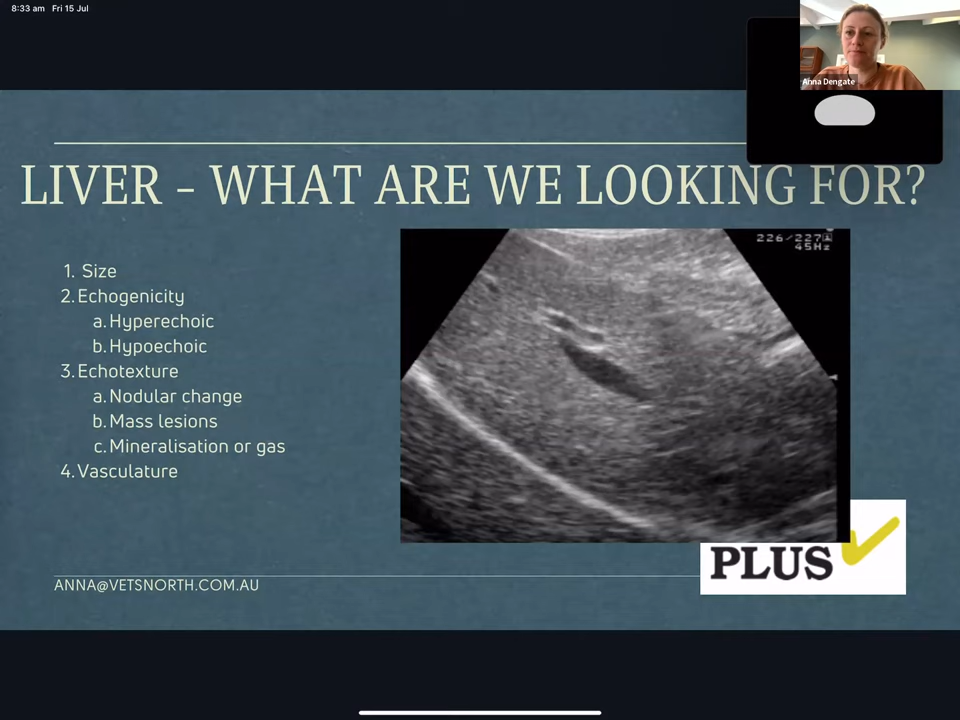 8:33 am Fri 15 Jul
Anna Dengate
LIVER – WHAT ARE WE LOOKING FOR?
1. Size
2. Echogenicity
a. Hyperechoic
b. Hypoechoic
3. Echotexture
a. Nodular change
b. Mass lesions
c. Mineralisation or gas
4. Vasculature
226/227
45Hz
PLUS
ANNA@VETSNORTH.COM.AU